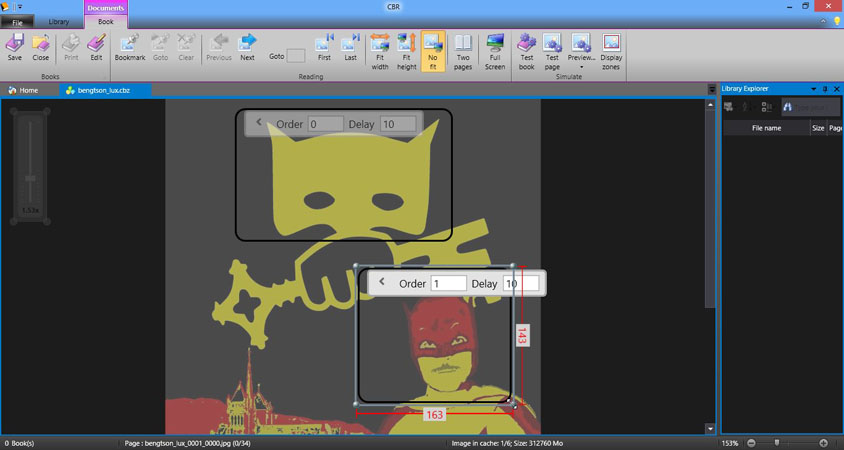 Documents
CBR
File
Library
Book
Save
Close
Print
Edit
Bookmark
Goto
Clear
Previous
Next
Goto
First
Last
Fit
width
Fit
height
No
fit
Two
pages
Full
Screen
Test
book
Test
page
Preview...
Display
zones
Books
Reading
Simulate
Home
bengtson_lux.cbz
Library Explorer
File name
Size
Page
Order 0 Delay 10
1.53x
Order 1 Delay 10
143
163
0 Book(s)
Page : bengtson_lux_0001_0000.jpg (0/34)
Image in cache: 1/6; Size: 312760 Mo
153%